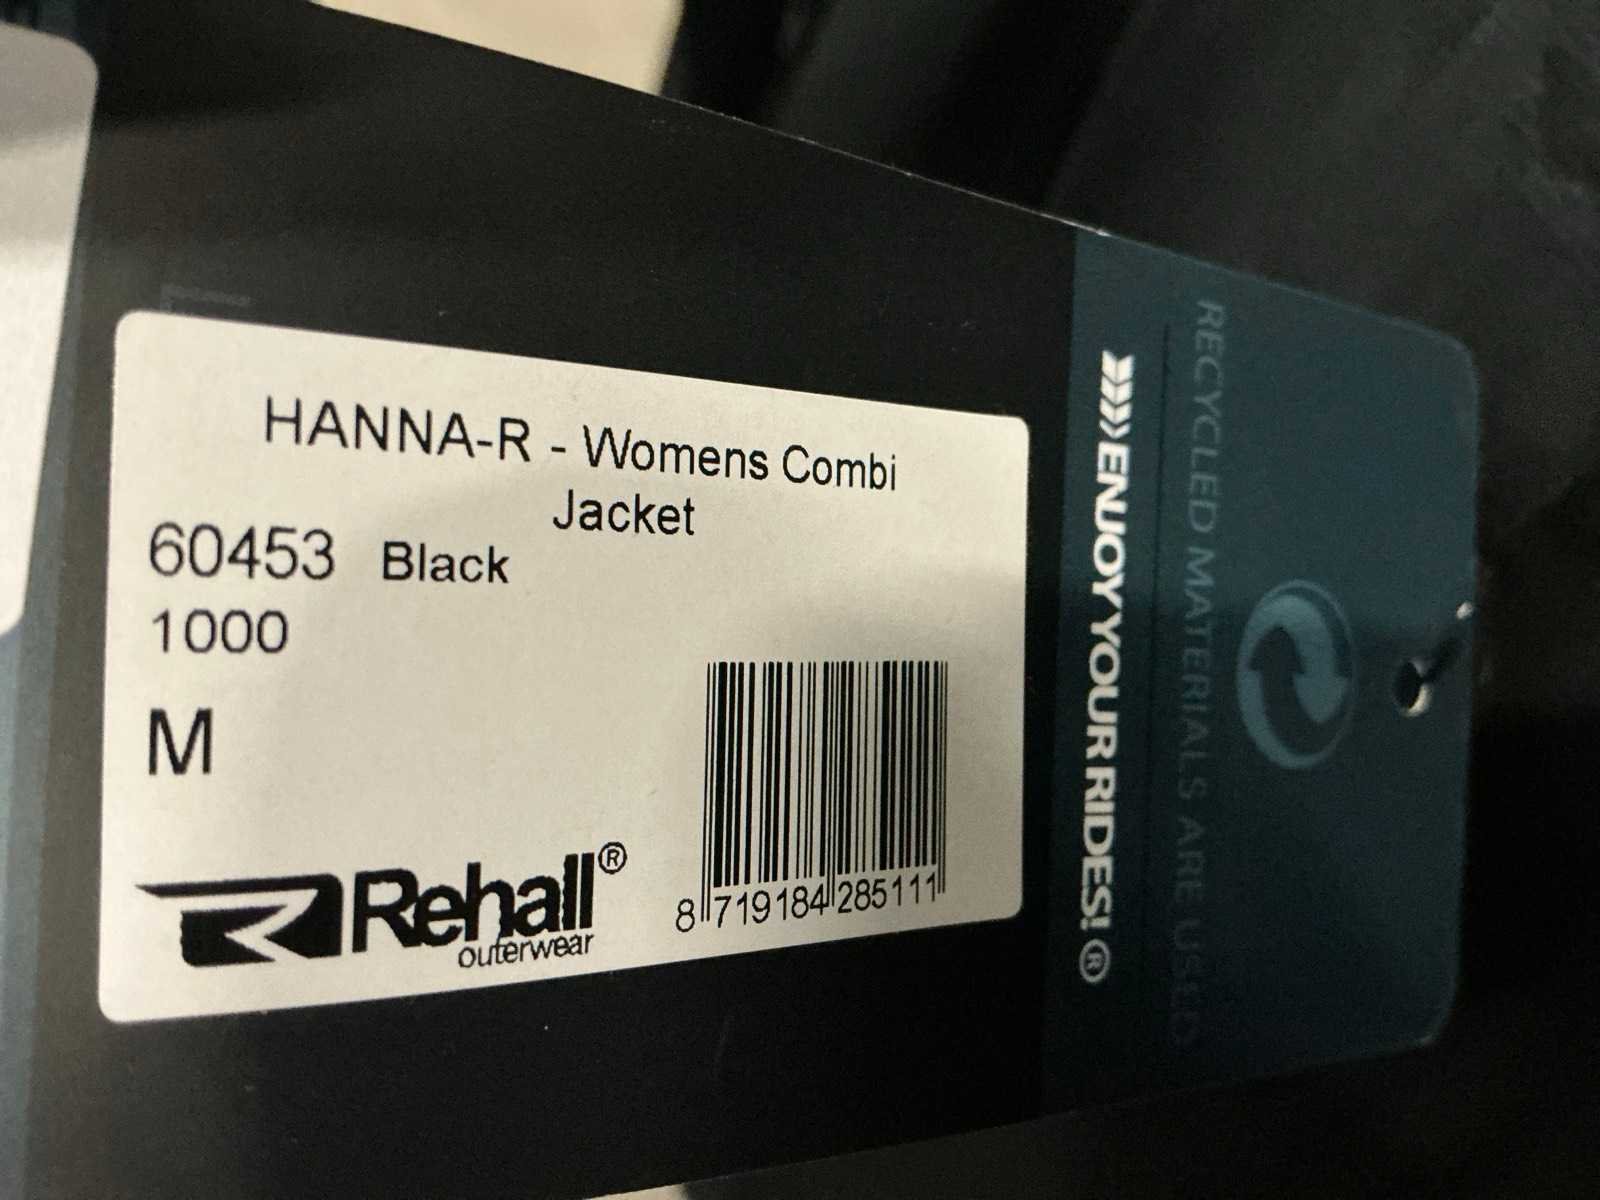 HANNA-R - Womens Combi
Jacket
60453 Black
1000
M
Rehall®
outerwear
8 719184 285111
»»» ENJOY YOUR RIDES! ®
RECYCLED MATERIALS ARE USED